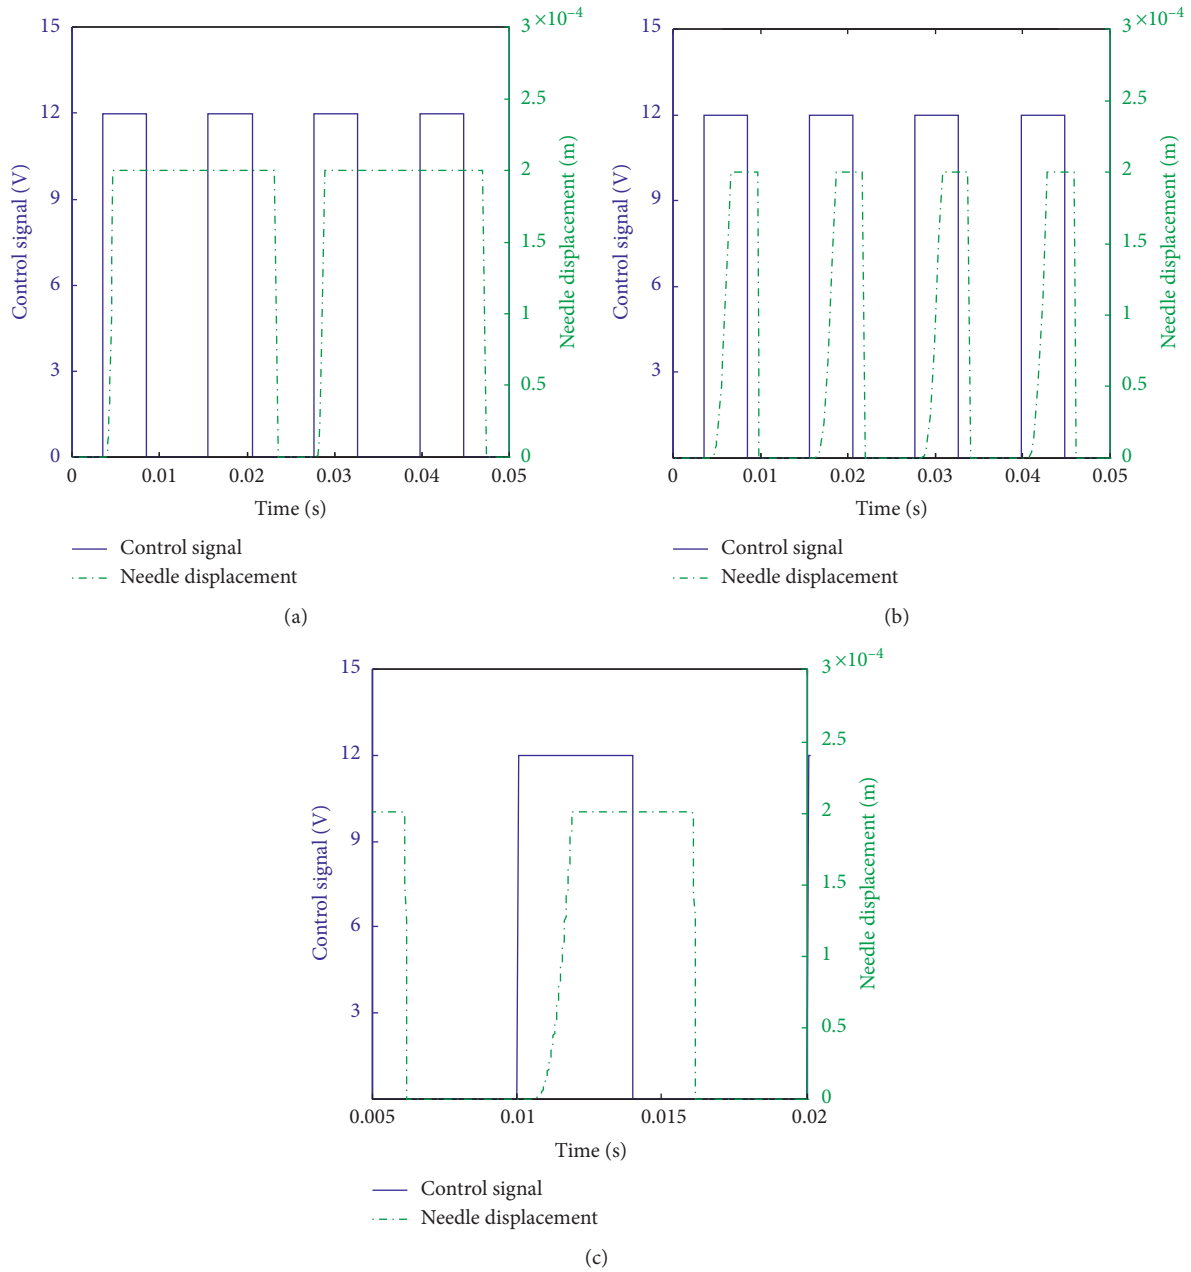 3 ×10⁻⁴
15
12
9
6
3
0
2.5
2
1.5
1
0.5
0
0 0.01 0.02 0.03 0.04 0.05
Control signal (V)
Needle displacement (m)
Time (s)
Control signal
Needle displacement
(a)
3 ×10⁻⁴
15
12
9
6
3
2.5
2
1.5
1
0.5
0
0 0.01 0.02 0.03 0.04 0.05
Control signal (V)
Needle displacement (m)
Time (s)
Control signal
Needle displacement
(b)
3 ×10⁻⁴
15
12
9
6
3
2.5
2
1.5
1
0.5
0
0.005 0.01 0.015 0.02
Control signal (V)
Needle displacement (m)
Time (s)
Control signal
Needle displacement
(c)